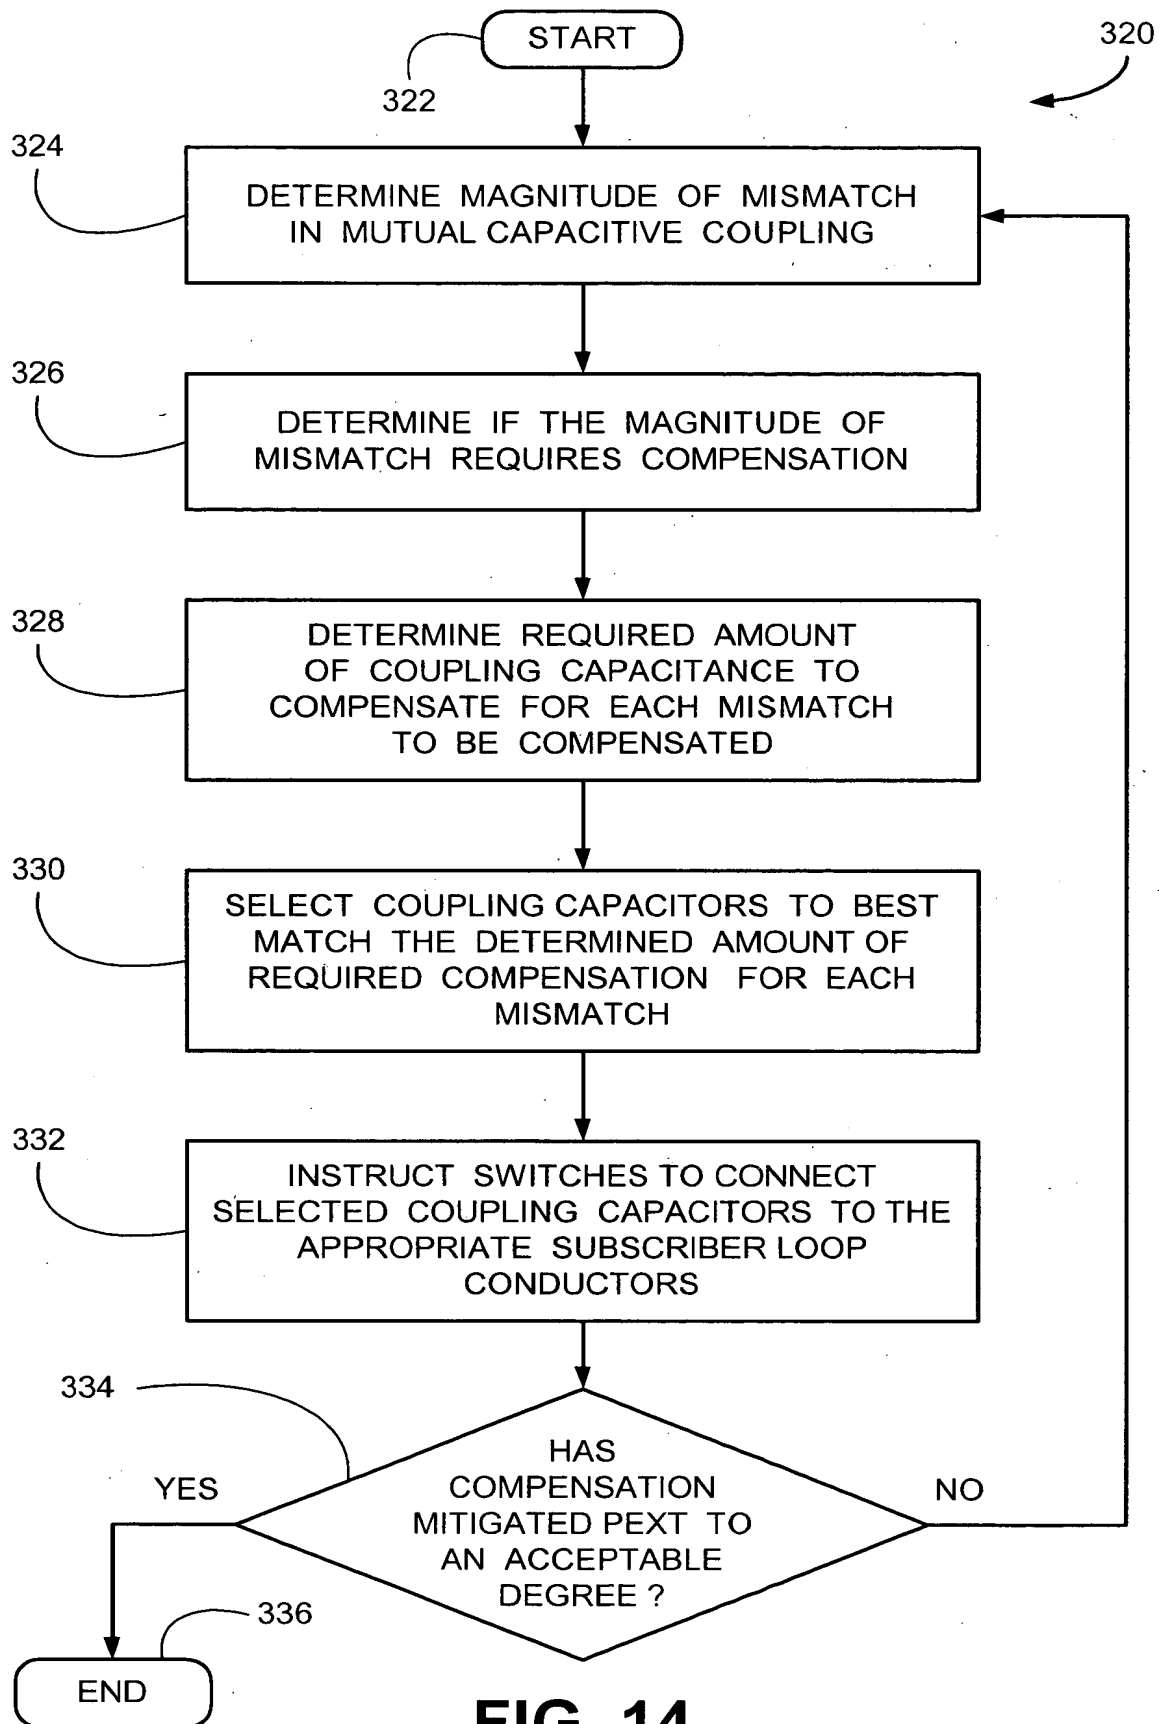 START
320
322
324
DETERMINE MAGNITUDE OF MISMATCH
IN MUTUAL CAPACITIVE COUPLING
326
DETERMINE IF THE MAGNITUDE OF
MISMATCH REQUIRES COMPENSATION
328
DETERMINE REQUIRED AMOUNT
OF COUPLING CAPACITANCE TO
COMPENSATE FOR EACH MISMATCH
TO BE COMPENSATED
330
SELECT COUPLING CAPACITORS TO BEST
MATCH THE DETERMINED AMOUNT OF
REQUIRED COMPENSATION FOR EACH
MISMATCH
332
INSTRUCT SWITCHES TO CONNECT
SELECTED COUPLING CAPACITORS TO THE
APPROPRIATE SUBSCRIBER LOOP
CONDUCTORS
334
HAS
COMPENSATION
MITIGATED PEXT TO
AN ACCEPTABLE
DEGREE ?
YES
NO
336
END
FIG. 14